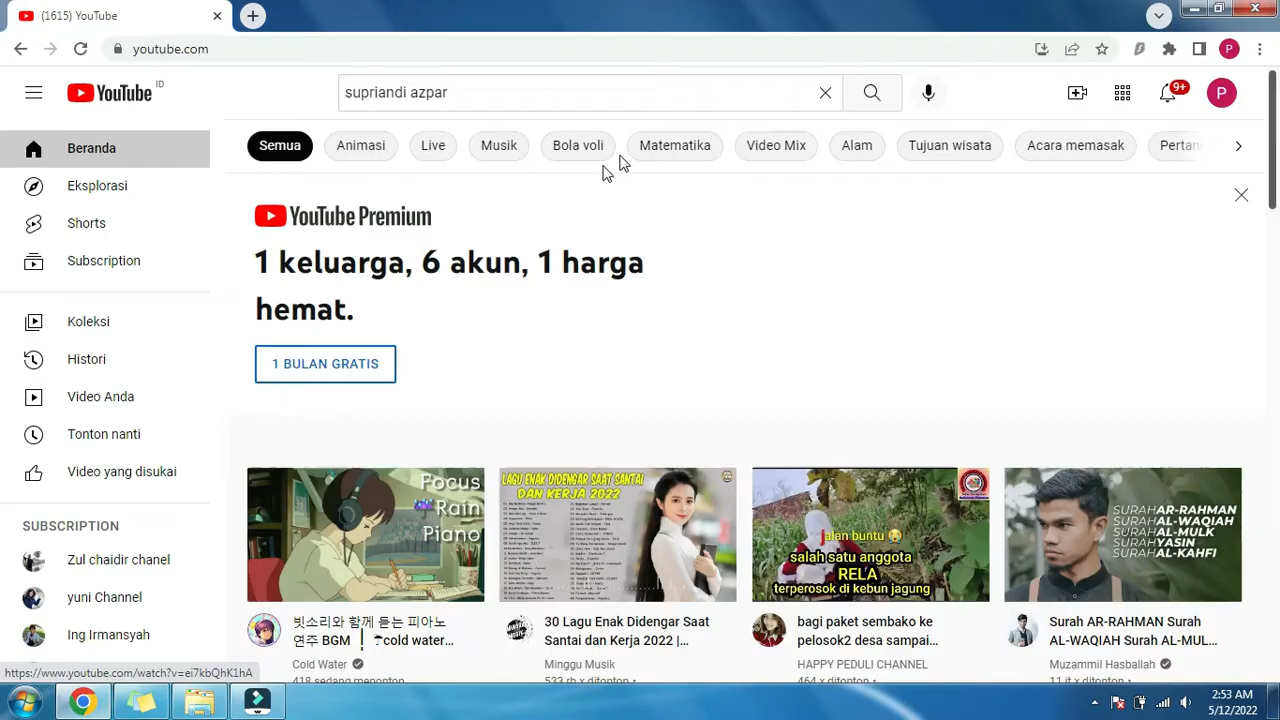 (1615) YouTube
youtube.com
YouTube ID
supriandi azpar
9+
P
P
Beranda
Eksplorasi
Shorts
Subscription
Koleksi
Histori
Video Anda
Tonton nanti
Video yang disukai
SUBSCRIPTION
Zul chaidir chanel
yuni Channel
Ing Irmansyah
Semua
Animasi
Live
Musik
Bola voli
Matematika
Video Mix
Alam
Tujuan wisata
Acara memasak
Pertan
YouTube Premium
1 keluarga, 6 akun, 1 harga
hemat.
1 BULAN GRATIS
Focus
Rain
Piano
빗소리와 함께 듣는 피아노
연주 BGM ┃ ☂cold water...
Cold Water
418 sedang menonton
LAGU ENAK DIDENGAR SAAT SANTAI
DAN KERJA 2022
30 Lagu Enak Didengar Saat
Santai dan Kerja 2022 |...
Minggu Musik
533 rb x ditonton
alan buntu 😭
salah satu anggota
RELA
terperosok di kebun jagung
bagi paket sembako ke
pelosok2 desa sampai...
HAPPY PEDULI CHANNEL
464 x ditonton
SURAH AR-RAHMAN
SURAH AL-WAQIAH
SURAH AL-MULK
SURAH YASIN
SURAH AL-KAHFI
Surah AR-RAHMAN Surah
AL-WAQIAH Surah AL-MUL...
Muzammil Hasballah
11 jt x ditonton
https://www.youtube.com/watch?v=ei7kbQhK1hA
2:53 AM
5/12/2022